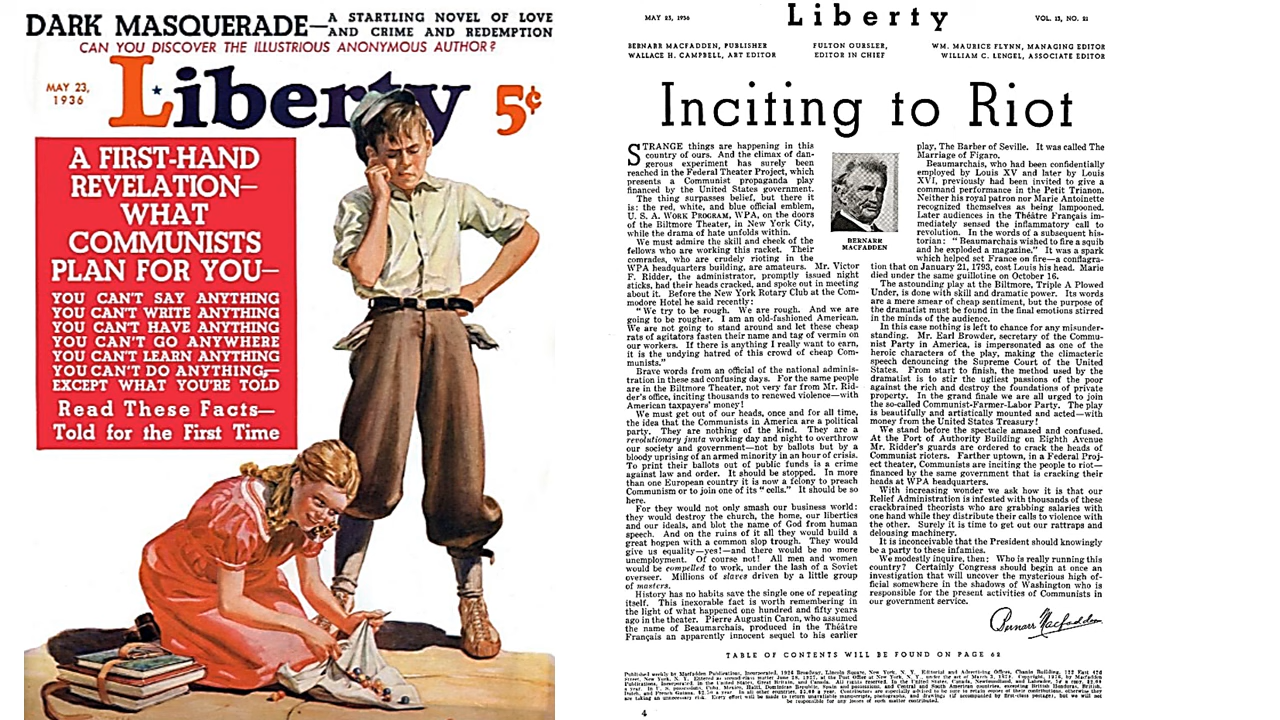 DARK MASQUERADE—A STARTLING NOVEL OF LOVE
AND CRIME AND REDEMPTION
CAN YOU DISCOVER THE ILLUSTRIOUS ANONYMOUS AUTHOR?
MAY 23,
1936
Liberty
5¢
A FIRST-HAND
REVELATION—
WHAT
COMMUNISTS
PLAN FOR YOU—
YOU CAN'T SAY ANYTHING
YOU CAN'T WRITE ANYTHING
YOU CAN'T HAVE ANYTHING
YOU CAN'T GO ANYWHERE
YOU CAN'T LEARN ANYTHING
YOU CAN'T DO ANYTHING—
EXCEPT WHAT YOU'RE TOLD
Read These Facts—
Told for the First Time
MAY 23, 1936
Liberty
VOL. 13, NO. 21
BERNARR MACFADDEN, PUBLISHER
WALLACE H. CAMPBELL, ART EDITOR
FULTON OURSLER,
EDITOR IN CHIEF
WM. MAURICE FLYNN, MANAGING EDITOR
WILLIAM C. LENGEL, ASSOCIATE EDITOR
Inciting to Riot
STRANGE things are happening in this
country of ours. And the climax of dan-
gerous experiment has surely been
reached in the Federal Theater Project, which
presents a Communist propaganda play
financed by the United States government.
The thing surpasses belief, but there it
is: the red, white, and blue official emblem,
U. S. A. WORK PROGRAM, WPA, on the doors
of the Biltmore Theater, in New York City,
while the drama of hate unfolds within.
We must admire the skill and check of the
fellows who are working this racket. Their
comrades, who are crudely rioting in the
WPA headquarters building, are amateurs. Mr. Victor
F. Ridder, the administrator, promptly issued night
sticks, had their heads cracked, and spoke out in meeting
about it. Before the New York Rotary Club at the Com-
modore Hotel he said recently:
"We try to be rough. We are rough. And we are
going to be rougher. I am an old-fashioned American.
We are not going to stand around and let these cheap
rats of agitators fasten their name and tag of vermin on
our workers. If there is anything I really want to earn,
it is the undying hatred of this crowd of cheap Com-
munists."
Brave words from an official of the national adminis-
tration in these sad confusing days. For the same people
are in the Biltmore Theater, not very far from Mr. Rid-
der's office, inciting thousands to renewed violence—with
American taxpayers' money!
We must get out of our heads, once and for all time,
the idea that the Communists in America are a political
party. They are nothing of the kind. They are a
revolutionary junta working day and night to overthrow
our society and government—not by ballots but by a
bloody uprising of an armed minority in an hour of crisis.
To print their ballots out of public funds is a crime
against law and order. It should be stopped. In more
than one European country it is now a felony to preach
Communism or to join one of its "cells." It should be so
here.
For they would not only smash our business world:
they would destroy the church, the home, our liberties
and our ideals, and blot the name of God from human
speech. And on the ruins of it all they would build a
great hogpen with a common slop trough. They would
give us equality—yes!—and there would be no more
unemployment. Of course not! All men and women
would be compelled to work, under the lash of a Soviet
overseer. Millions of slaves driven by a little group
of masters.
History has no habits save the single one of repeating
itself. This inexorable fact is worth remembering in
the light of what happened one hundred and fifty years
ago in the theater. Pierre Augustin Caron, who assumed
the name of Beaumarchais, produced in the Théâtre
Français an apparently innocent sequel to his earlier
BERNARR
MACFADDEN
play, The Barber of Seville. It was called The
Marriage of Figaro.
Beaumarchais, who had been confidentially
employed by Louis XV and later by Louis
XVI, previously had been invited to give a
command performance in the Petit Trianon.
Neither his royal patron nor Marie Antoinette
recognized themselves as being lampooned.
Later audiences in the Théâtre Français im-
mediately sensed the inflammatory call to
revolution. In the words of a subsequent his-
torian: "Beaumarchais wished to fire a squib
and he exploded a magazine." It was a spark
which helped set France on fire—a conflagra-
tion that on January 21, 1793, cost Louis his head. Marie
died under the same guillotine on October 16.
The astounding play at the Biltmore, Triple A Plowed
Under, is done with skill and dramatic power. Its words
are a mere smear of cheap sentiment, but the purpose of
the dramatist must be found in the final emotions stirred
in the minds of the audience.
In this case nothing is left to chance for any misunder-
standing. Mr. Earl Browder, secretary of the Commu-
nist Party in America, is impersonated as one of the
heroic characters of the play, making the climacteric
speech denouncing the Supreme Court of the United
States. From start to finish, the method used by the
dramatist is to stir the ugliest passions of the poor
against the rich and destroy the foundations of private
property. In the grand finale we are all urged to join
the so-called Communist-Farmer-Labor Party. The play
is beautifully and artistically mounted and acted—with
money from the United States Treasury!
We stand before the spectacle amazed and confused.
At the Port of Authority Building on Eighth Avenue
Mr. Ridder's guards are ordered to crack the heads of
Communist rioters. Farther uptown, in a Federal Proj-
ect theater, Communists are inciting the people to riot—
financed by the same government that is cracking their
heads at WPA headquarters.
With increasing wonder we ask how it is that our
Relief Administration is infested with thousands of these
crackbrained theorists who are grabbing salaries with
one hand while they distribute their calls to violence with
the other. Surely it is time to get out our rattraps and
delousing machinery.
It is inconceivable that the President should knowingly
be a party to these infamies.
We modestly inquire, then: Who is really running this
country? Certainly Congress should begin at once an
investigation that will uncover the mysterious high of-
ficial somewhere in the shadows of Washington who is
responsible for the present activities of Communists in
our government service.
Bernarr Macfadden
TABLE OF CONTENTS WILL BE FOUND ON PAGE 62
4